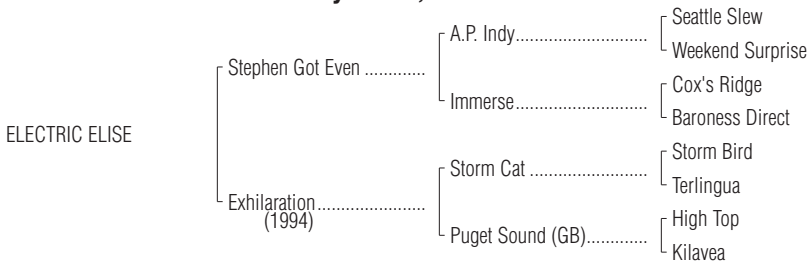 Seattle Slew
A.P. Indy..............................
Weekend Surprise
Stephen Got Even .............
Cox's Ridge
Immerse..............................
Baroness Direct
ELECTRIC ELISE
Storm Bird
Storm Cat ...........................
Terlingua
Exhilaration........................
(1994)
High Top
Puget Sound (GB).............
Kilavea